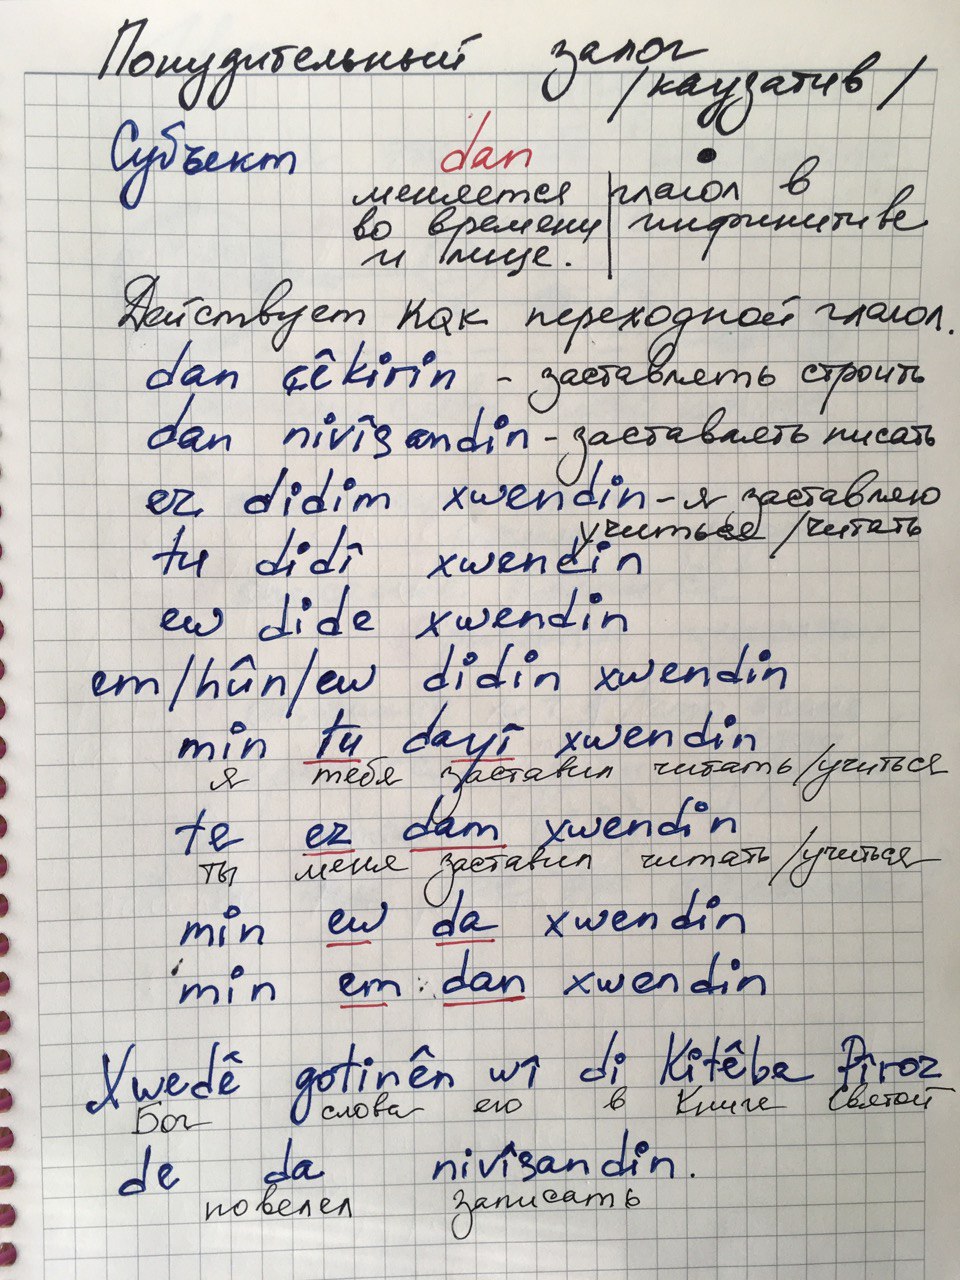 Понудительный залог
/каузатив/
Субъект dan •
меняется | глагол в
во времени | инфинитиве
и лице.
Действует как переходной глагол.
dan çêkirin - заставлять строить
dan nivîsandin - заставлять писать
ez didim xwendin - я заставляю
учиться /читать
tu didî xwendin
ew dide xwendin
em/hûn/ew didin xwendin
min tu dayî xwendin
я тебя заставил читать/учиться
te ez dam xwendin
ты меня заставил читать/учиться
min ew da xwendin
min em dan xwendin
Xwedê gotinên wî di Kitêba Pîroz
Бог слова его в Книге Святой
de da nivîsandin.
повелел записать